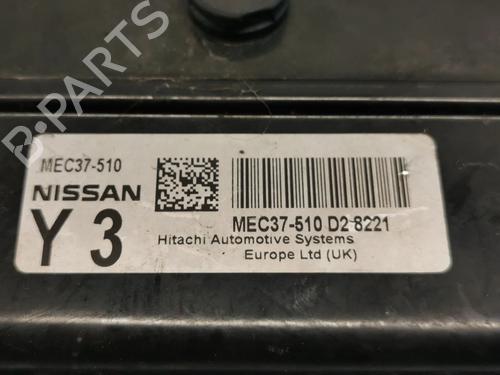 B-PARTS
MEC37-510
NISSAN
Y 3
MEC37-510 D2 8221
Hitachi Automotive Systems
Europe Ltd (UK)